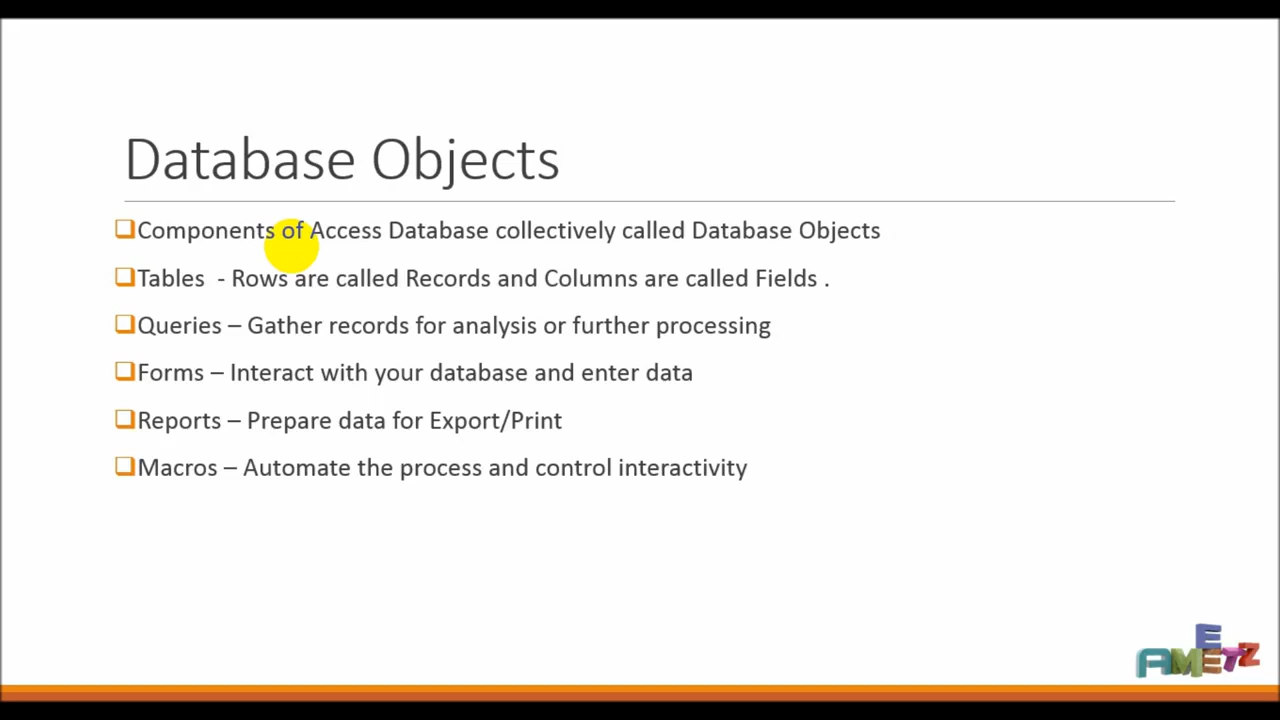 Database Objects
Components of Access Database collectively called Database Objects
Tables - Rows are called Records and Columns are called Fields .
Queries – Gather records for analysis or further processing
Forms – Interact with your database and enter data
Reports – Prepare data for Export/Print
Macros – Automate the process and control interactivity
E
AMETZ